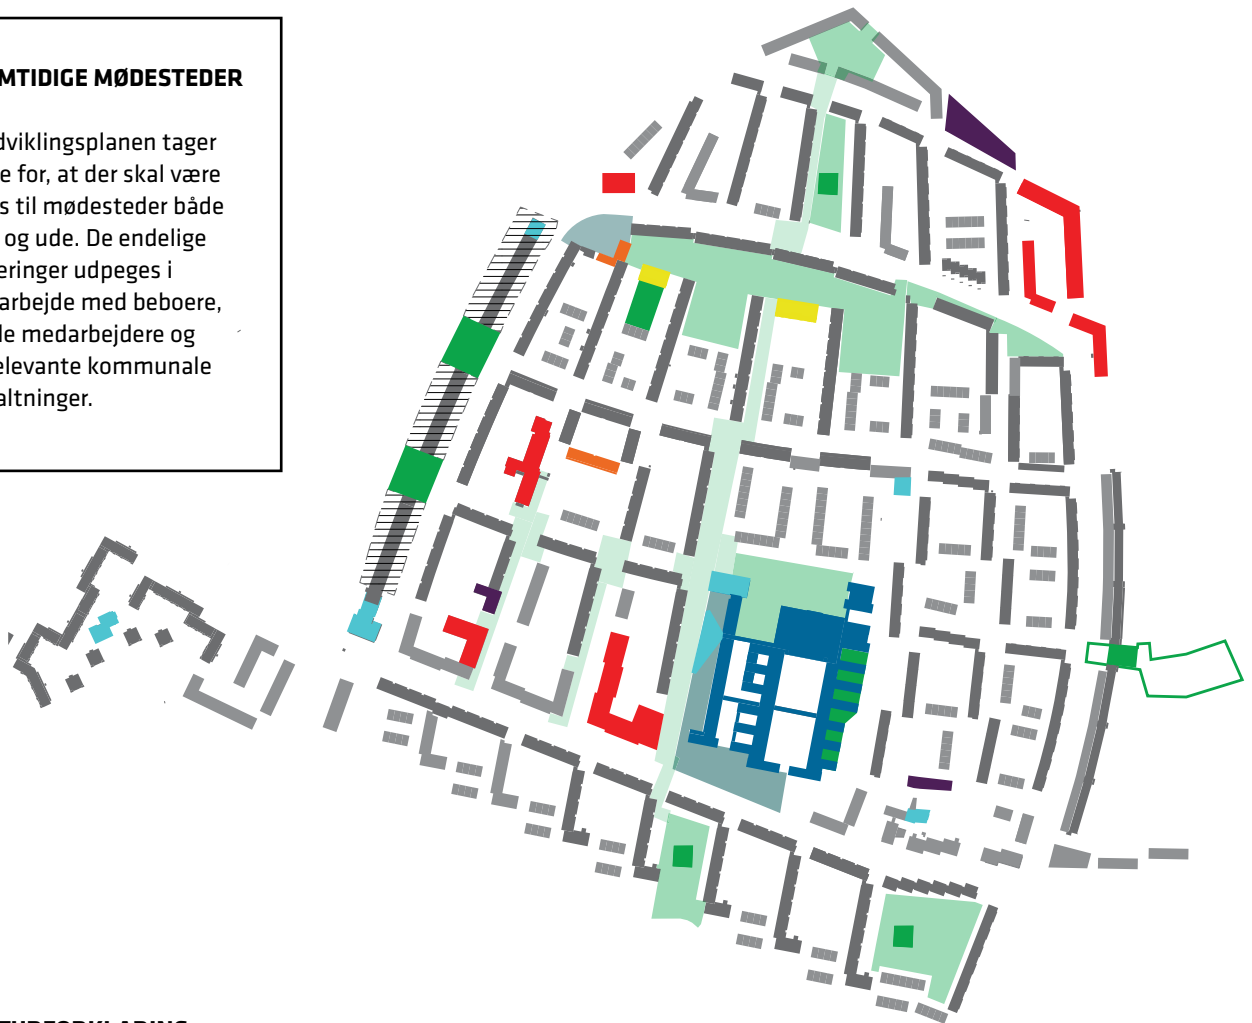 MTIDIGE MØDESTEDER
dviklingsplanen tager
e for, at der skal være
s til mødesteder både
og ude. De endelige
eringer udpeges i
arbejde med beboere,
le medarbejdere og
elevante kommunale
altninger.